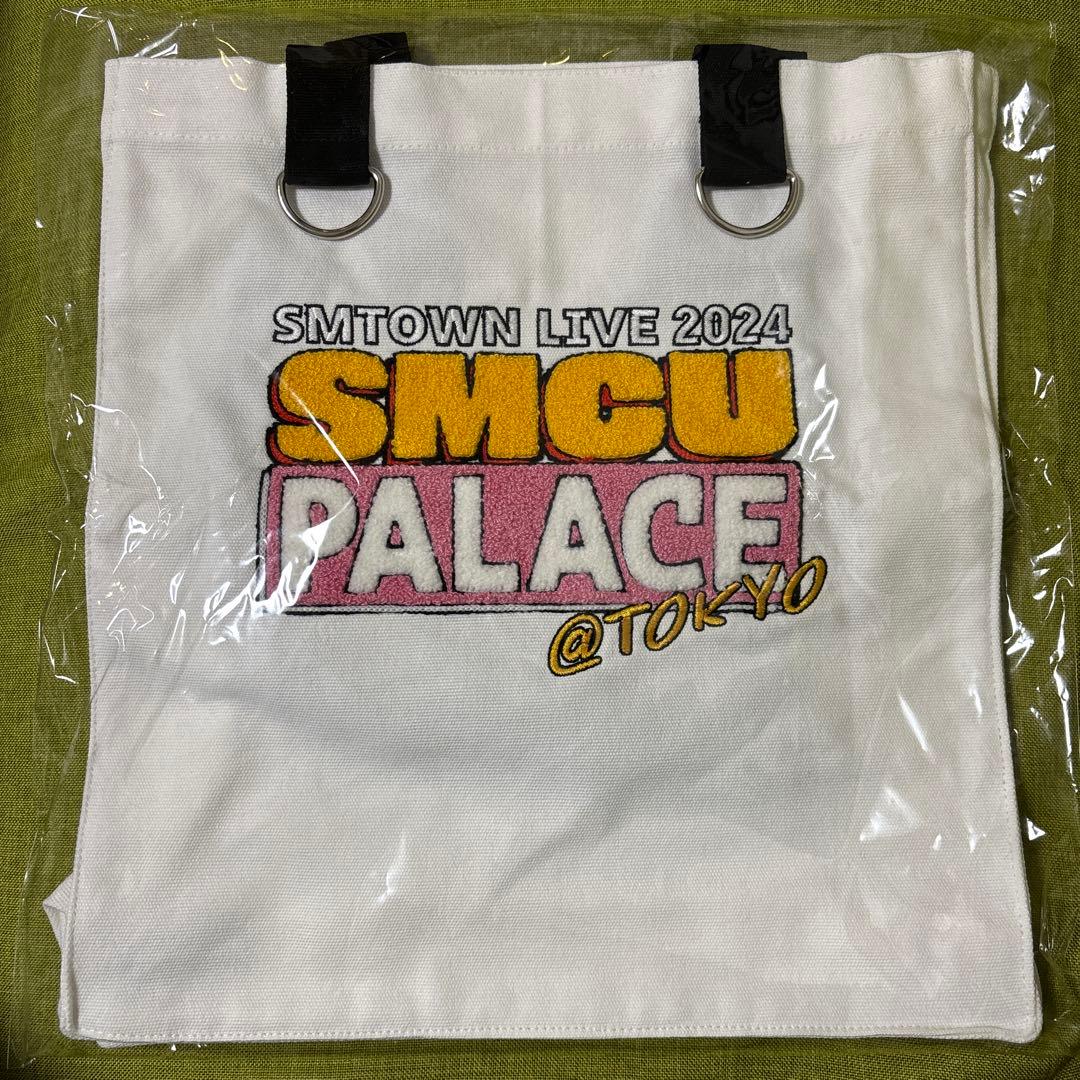 SMTOWN LIVE 2024
SMCU
PALACE
@TOKYO